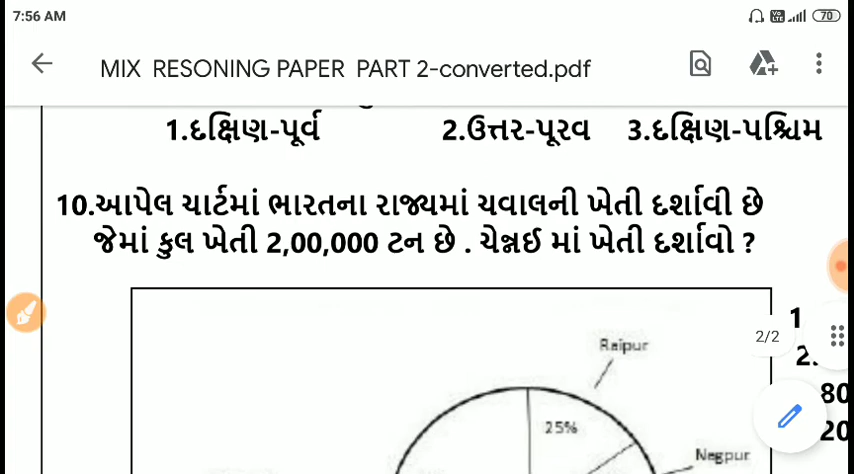 7:56 AM
70
MIX RESONING PAPER PART 2-converted.pdf
1.દક્ષિણ-પૂર્વ 2.ઉત્તર-પૂરવ 3.દક્ષિણ-પશ્ચિમ
10.આપેલ ચાર્ટમાં ભારતના રાજ્યમાં ચવાલની ખેતી દર્શાવી છે
જેમાં કુલ ખેતી 2,00,000 ટન છે . ચેન્નઈ માં ખેતી દર્શાવો ?
1
2/2
2.
Raipur
80
25%
20
Nagpur